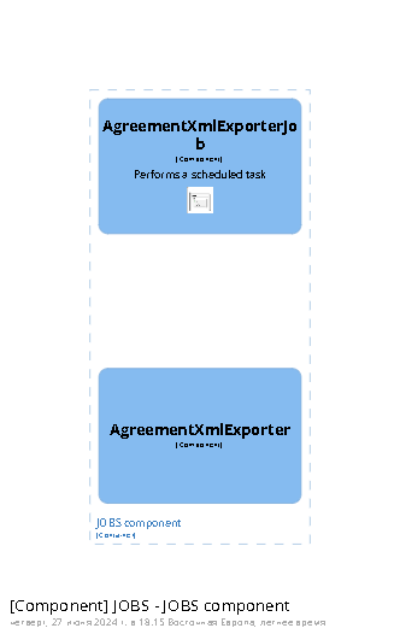 AgreementXmlExporterJo
b
[Component]
Performs a scheduled task
AgreementXmlExporter
[Component]
JOBS component
[Container]
[Component] JOBS - JOBS component
четверг, 27 июня 2024 г. в 18:15 Восточная Европа, летнее время